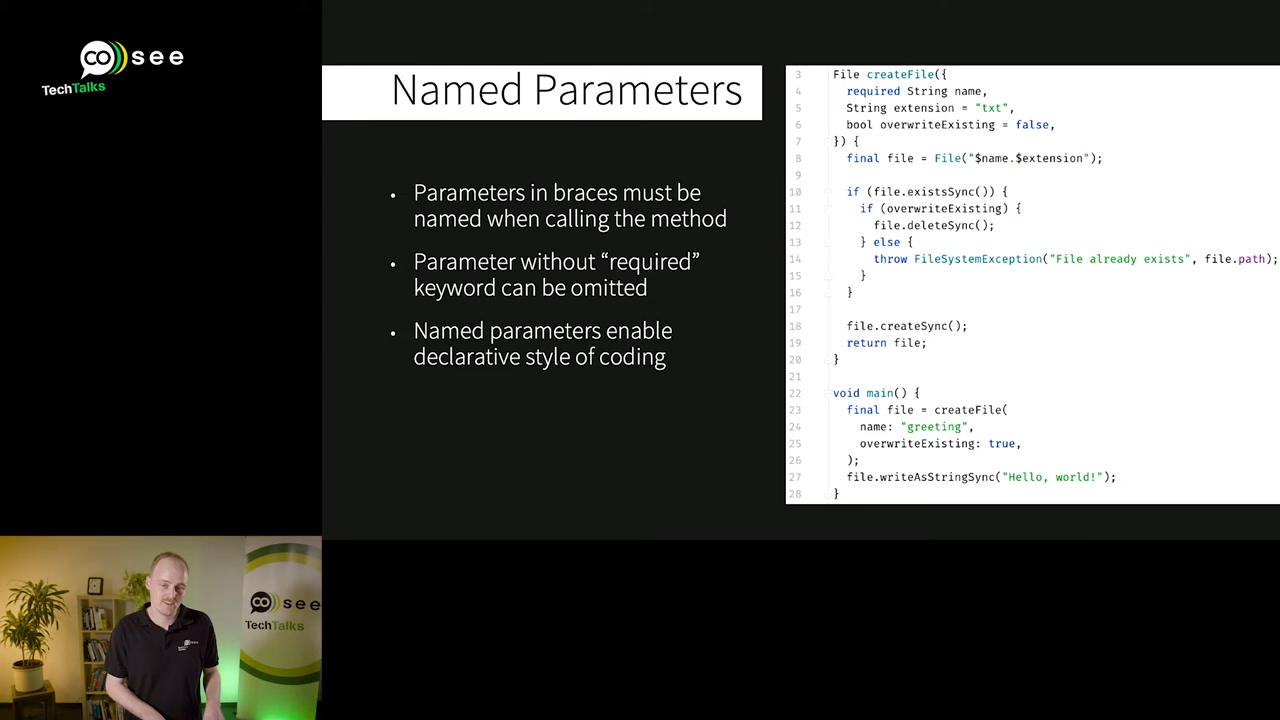 co see
TechTalks
Named Parameters
• Parameters in braces must be
named when calling the method
• Parameter without “required”
keyword can be omitted
• Named parameters enable
declarative style of coding
3 File createFile({
4 required String name,
5 String extension = "txt",
6 bool overwriteExisting = false,
7 }) {
8 final file = File("$name.$extension");
9
10 if (file.existsSync()) {
11 if (overwriteExisting) {
12 file.deleteSync();
13 } else {
14 throw FileSystemException("File already exists", file.path);
15 }
16 }
17
18 file.createSync();
19 return file;
20 }
21
22 void main() {
23 final file = createFile(
24 name: "greeting",
25 overwriteExisting: true,
26 );
27 file.writeAsStringSync("Hello, world!");
28 }
co see
TechTalks
see